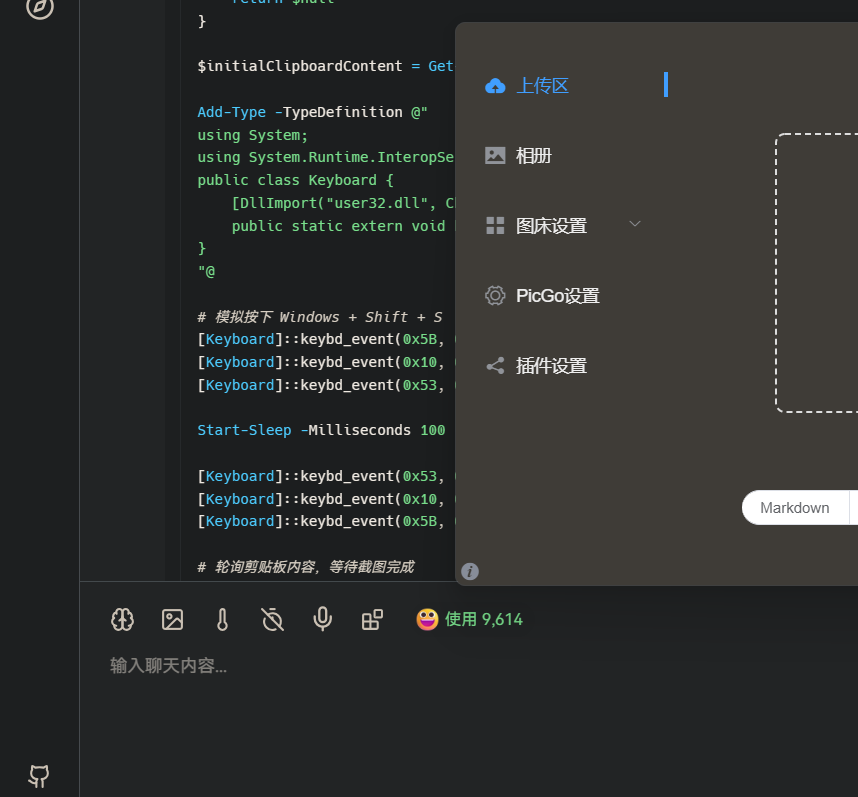 return $null
}
$initialClipboardContent = Get
Add-Type -TypeDefinition @"
using System;
using System.Runtime.InteropSe
public class Keyboard {
[DllImport("user32.dll", C
public static extern void
}
"@
# 模拟按下 Windows + Shift + S
[Keyboard]::keybd_event(0x5B,
[Keyboard]::keybd_event(0x10,
[Keyboard]::keybd_event(0x53,
Start-Sleep -Milliseconds 100
[Keyboard]::keybd_event(0x53,
[Keyboard]::keybd_event(0x10,
[Keyboard]::keybd_event(0x5B,
# 轮询剪贴板内容，等待截图完成
上传区
相册
图床设置
PicGo设置
插件设置
Markdown
使用 9,614
输入聊天内容...